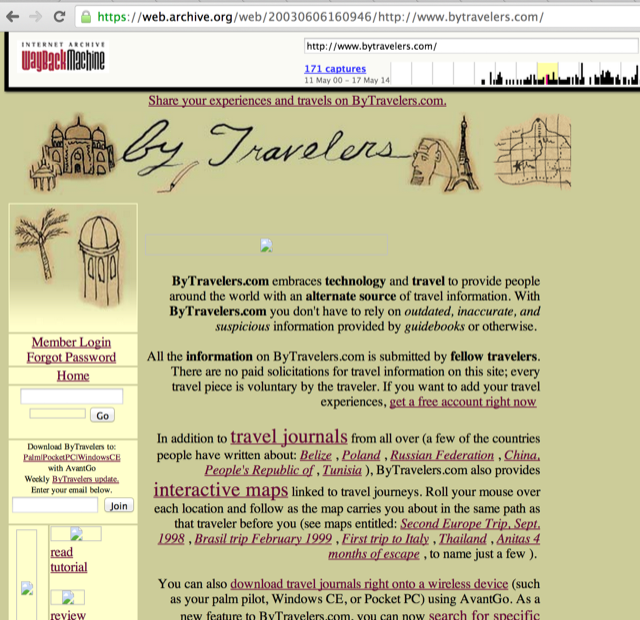 https://web.archive.org/web/20030606160946/http://www.bytravelers.com/
INTERNET ARCHIVE
WayBackMachine
http://www.bytravelers.com/
171 captures
11 May 00 - 17 May 14
Share your experiences and travels on ByTravelers.com.
by Travelers
Member Login
Forgot Password
Home
Go
Download ByTravelers to:
Palm|PocketPC|WindowsCE
with AvantGo
Weekly ByTravelers update.
Enter your email below.
Join
read
tutorial
review
ByTravelers.com embraces technology and travel to provide people
around the world with an alternate source of travel information. With
ByTravelers.com you don't have to rely on outdated, inaccurate, and
suspicious information provided by guidebooks or otherwise.
All the information on ByTravelers.com is submitted by fellow travelers.
There are no paid solicitations for travel information on this site; every
travel piece is voluntary by the traveler. If you want to add your travel
experiences, get a free account right now
In addition to travel journals from all over (a few of the countries
people have written about: Belize , Poland , Russian Federation , China,
People's Republic of , Tunisia ), ByTravelers.com also provides
interactive maps linked to travel journeys. Roll your mouse over
each location and follow as the map carries you about in the same path as
that traveler before you (see maps entitled: Second Europe Trip, Sept.
1998 , Brasil trip February 1999 , First trip to Italy , Thailand , Anitas 4
months of escape , to name just a few ).
You can also download travel journals right onto a wireless device (such
as your palm pilot, Windows CE, or Pocket PC) using AvantGo. As a
new feature to ByTravelers.com, you can now search for specific